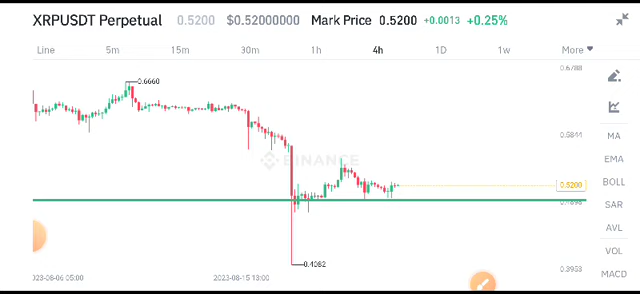 XRPUSDT Perpetual 0.5200 $0.52000000 Mark Price 0.5200 +0.0013 +0.25%
Line 5m 15m 30m 1h 4h 1D 1w More
0.6788
0.6660
MA
0.5844
EMA
BINANCE
BOLL
0.5200
SAR
AVL
VOL
0.4082
MACD
2023-08-15 13:00